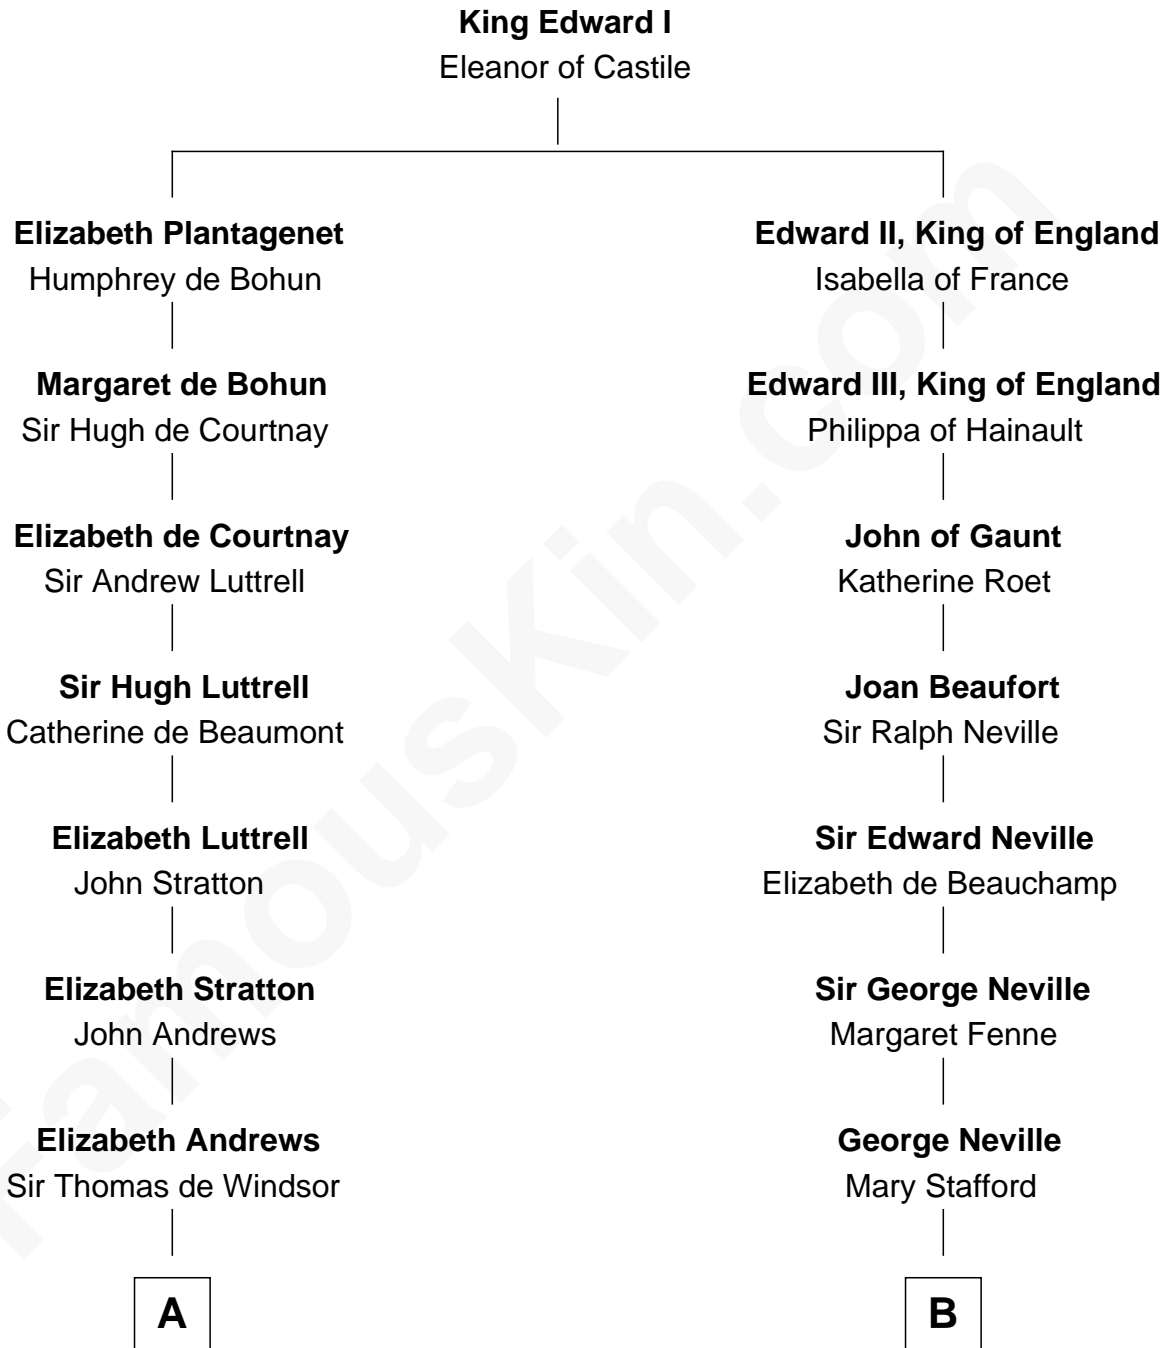 King Edward I
Eleanor of Castile
Elizabeth Plantagenet
Humphrey de Bohun
Edward II, King of England
Isabella of France
Margaret de Bohun
Sir Hugh de Courtnay
Edward III, King of England
Philippa of Hainault
Elizabeth de Courtnay
Sir Andrew Luttrell
John of Gaunt
Katherine Roet
Sir Hugh Luttrell
Catherine de Beaumont
Joan Beaufort
Sir Ralph Neville
Elizabeth Luttrell
John Stratton
Sir Edward Neville
Elizabeth de Beauchamp
Elizabeth Stratton
John Andrews
Sir George Neville
Margaret Fenne
Elizabeth Andrews
Sir Thomas de Windsor
George Neville
Mary Stafford
A
B
FamousKin.com